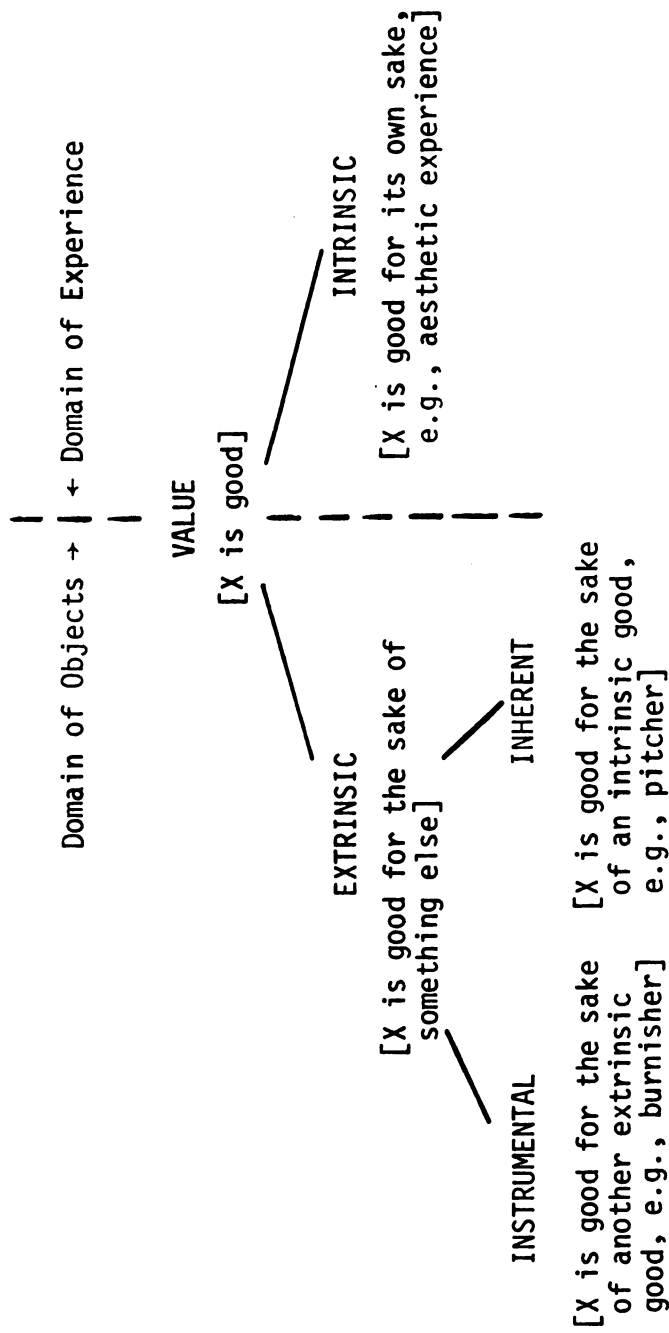 Domain of Objects → ← Domain of Experience
VALUE
[X is good]
EXTRINSIC
[X is good for the sake of
something else]
INTRINSIC
[X is good for its own sake,
e.g., aesthetic experience]
INSTRUMENTAL
[X is good for the sake
of another extrinsic
good, e.g., burnisher]
INHERENT
[X is good for the sake
of an intrinsic good,
e.g., pitcher]